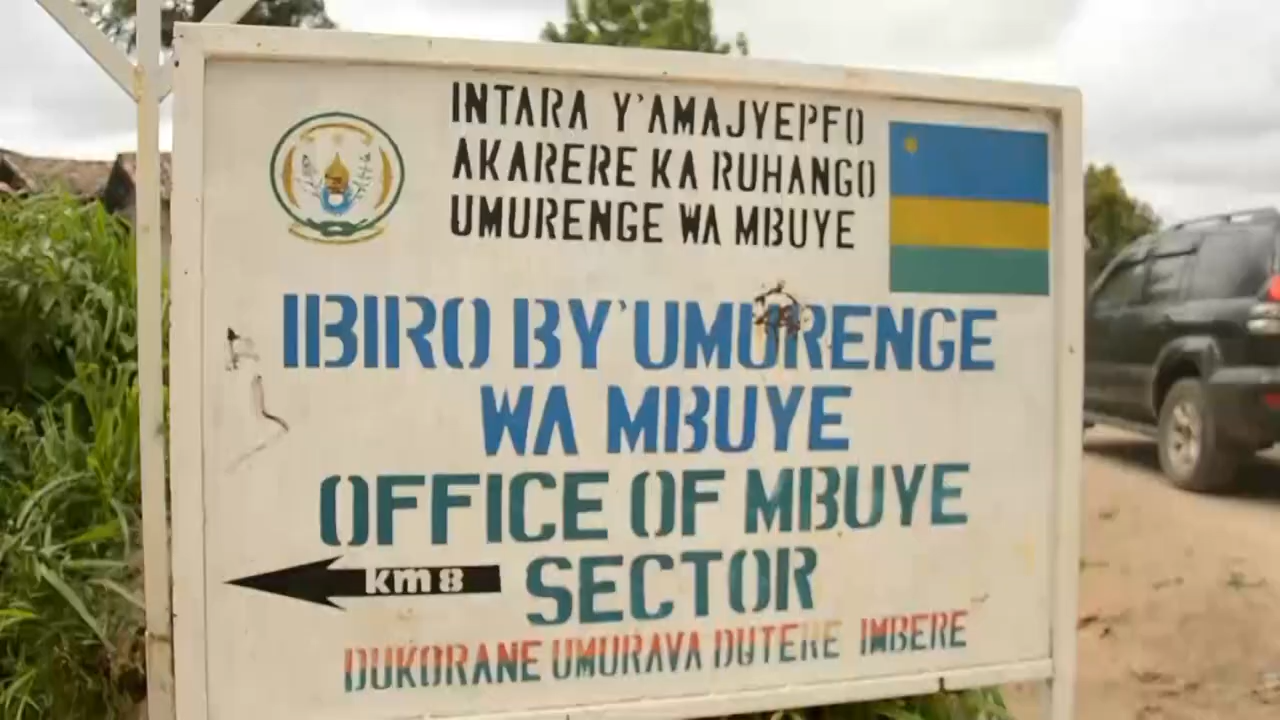 INTARA Y'AMAJYEPFO
AKARERE KA RUHANGO
UMURENGE WA MBUYE
IBIRO BY'UMURENGE
WA MBUYE
OFFICE OF MBUYE
km 8 SECTOR
DUKORANE UMURAVA DUTERE IMBERE